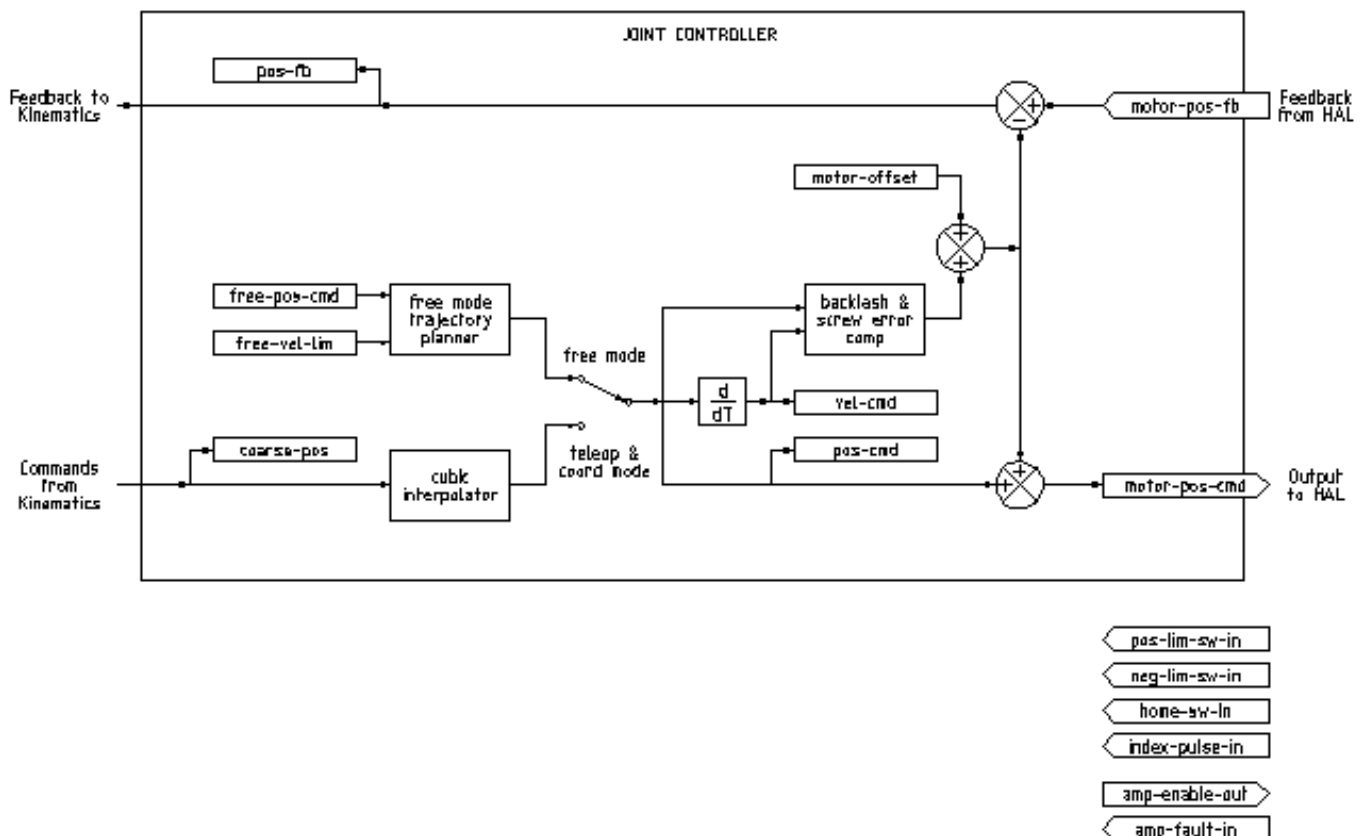 JOINT CONTROLLER
pos-fb
Feedback to
Kinematics
motor-pos-fb
Feedback
from HAL
motor-offset
+
-
+
+
free-pos-cmd
free-vel-lim
free mode
trajectory
planner
free mode
backlash &
screw error
comp
d
dT
vel-cmd
coarse-pos
teleop &
coord mode
pos-cmd
Commands
from
Kinematics
cubic
interpolator
+
+
motor-pos-cmd
Output
to HAL
pos-lim-sw-in
neg-lim-sw-in
home-sw-in
index-pulse-in
amp-enable-out
amp-fault-in